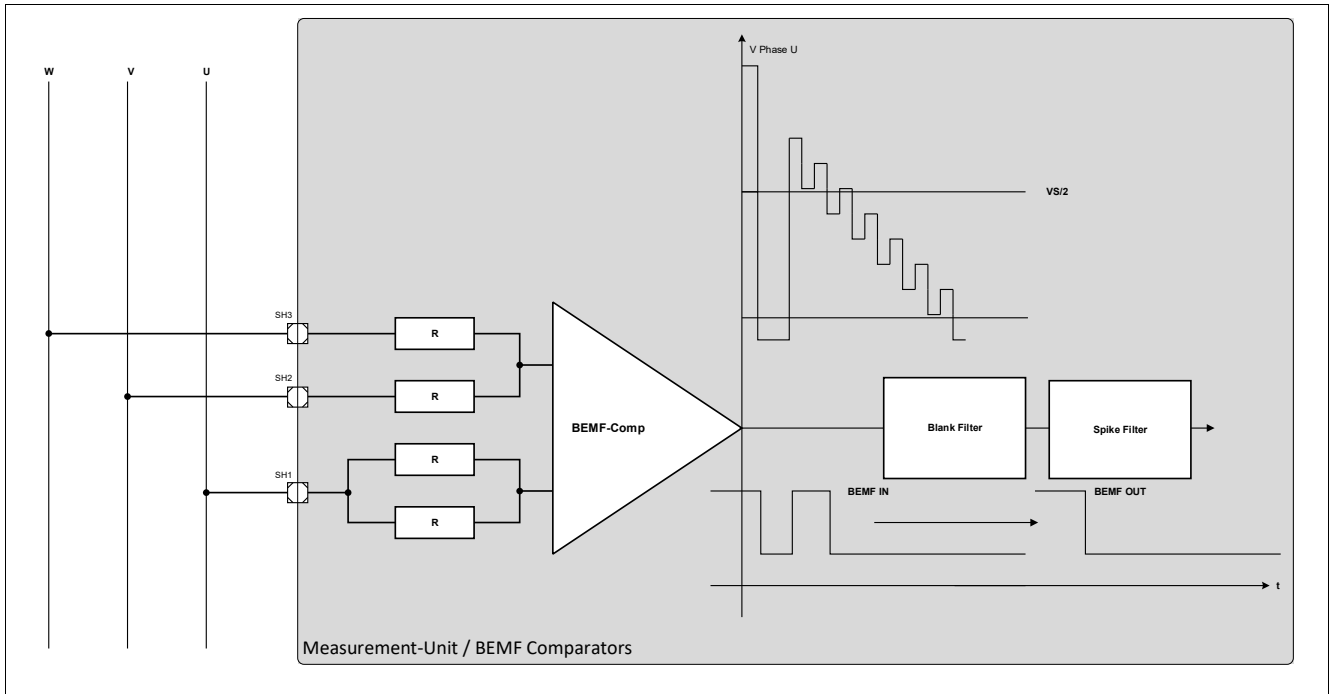 W
V
U
V Phase U
VS/2
SH3
R
SH2
R
BEMF-Comp
Blank Filter
Spike Filter
R
SH1
BEMF IN
BEMF OUT
R
t
Measurement-Unit / BEMF Comparators